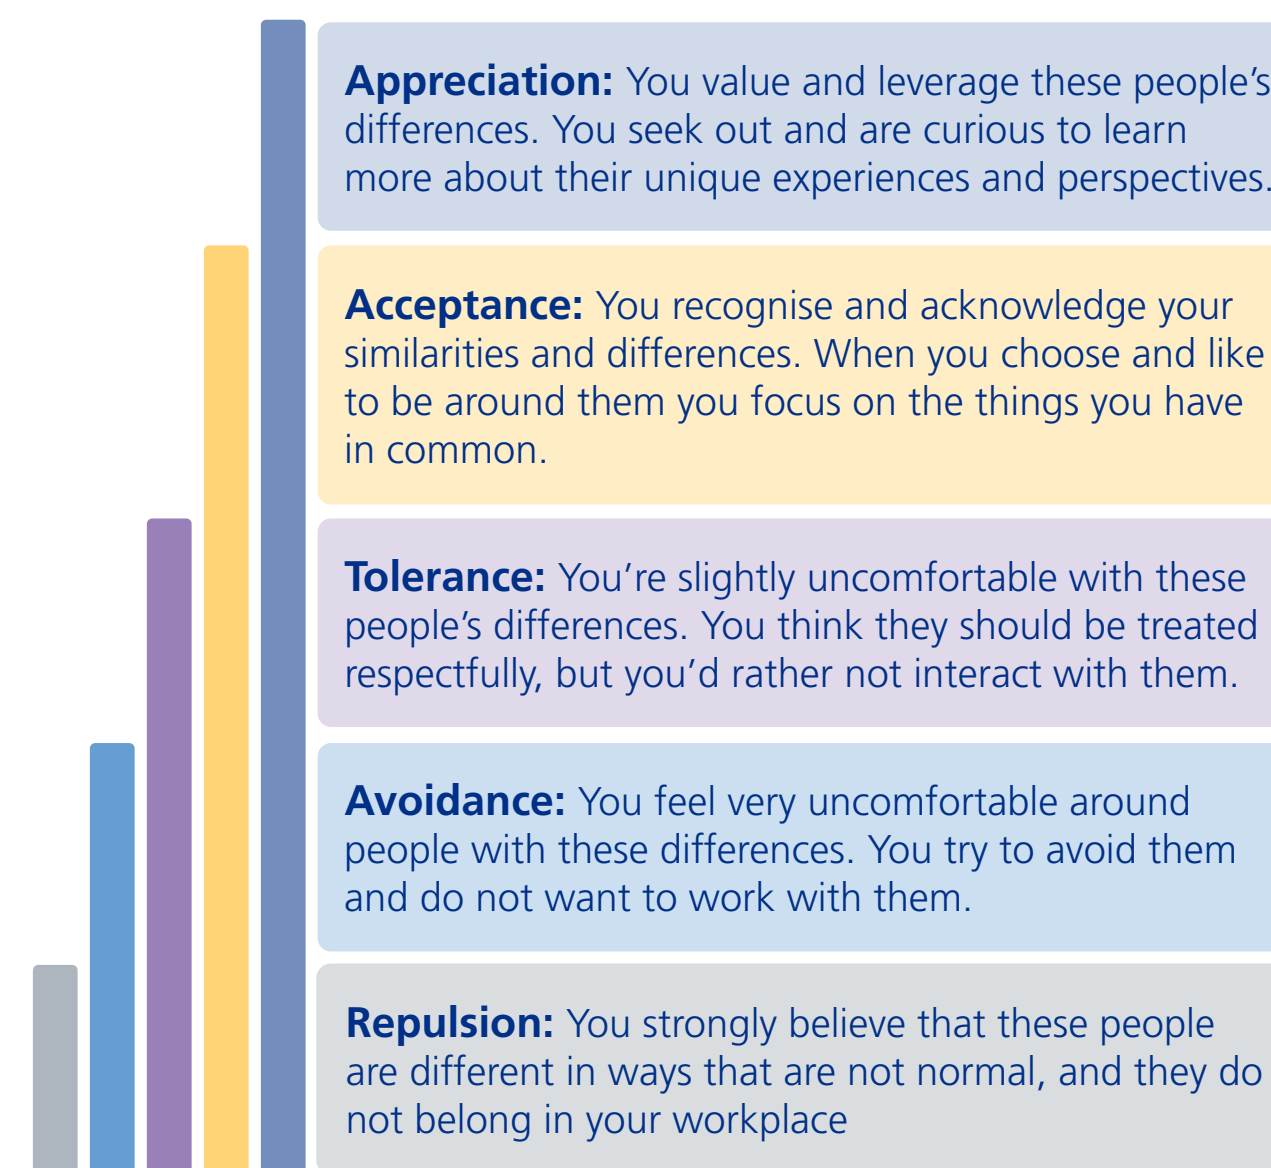 Appreciation: You value and leverage these people’s
differences. You seek out and are curious to learn
more about their unique experiences and perspectives.
Acceptance: You recognise and acknowledge your
similarities and differences. When you choose and like
to be around them you focus on the things you have
in common.
Tolerance: You’re slightly uncomfortable with these
people’s differences. You think they should be treated
respectfully, but you’d rather not interact with them.
Avoidance: You feel very uncomfortable around
people with these differences. You try to avoid them
and do not want to work with them.
Repulsion: You strongly believe that these people
are different in ways that are not normal, and they do
not belong in your workplace